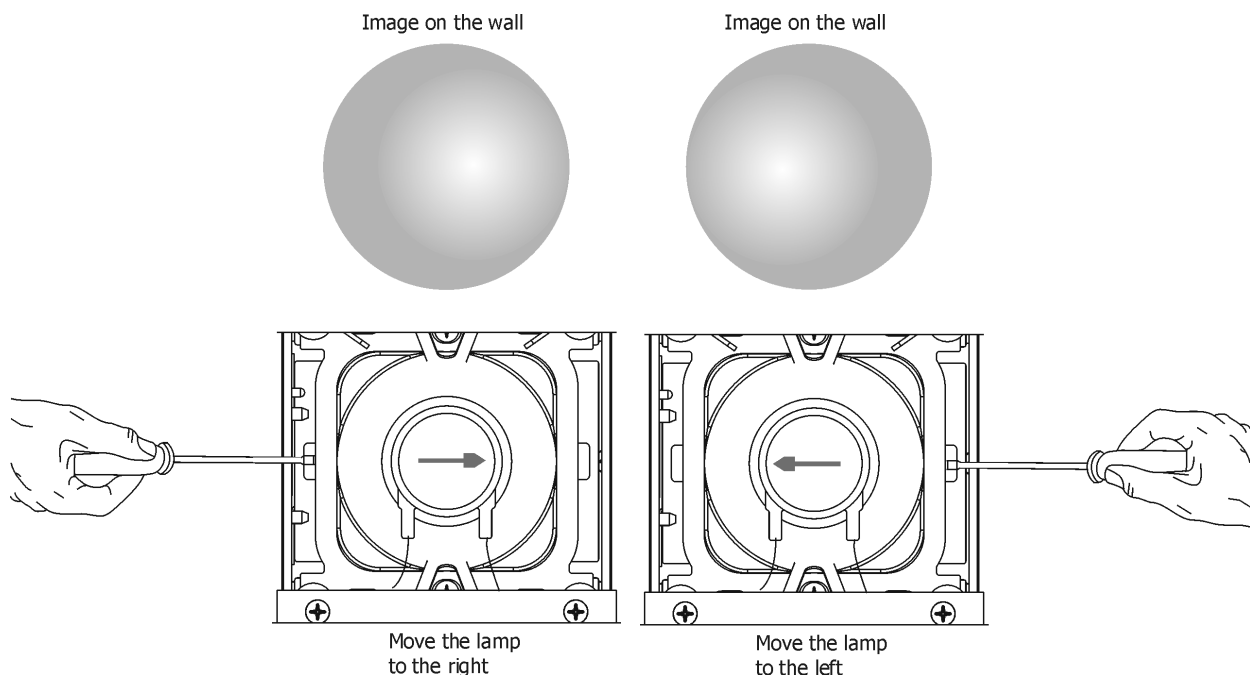 Image on the wall
Image on the wall
Move the lamp
to the right
Move the lamp
to the left